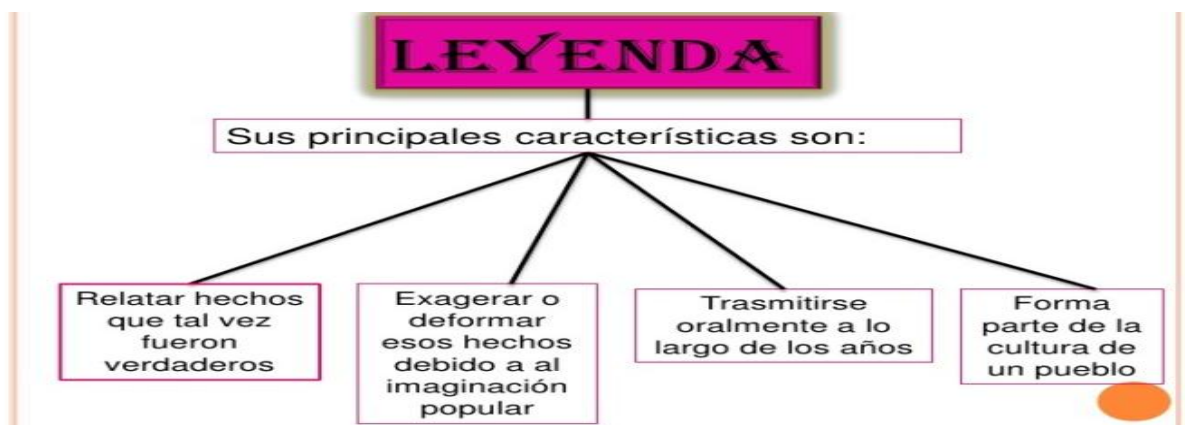 LEYENDA
Sus principales características son:
Relatar hechos
que tal vez
fueron
verdaderos
Exagerar o
deformar
esos hechos
debido a al
imaginación
popular
Trasmitirse
oralmente a lo
largo de los años
Forma
parte de la
cultura de
un pueblo